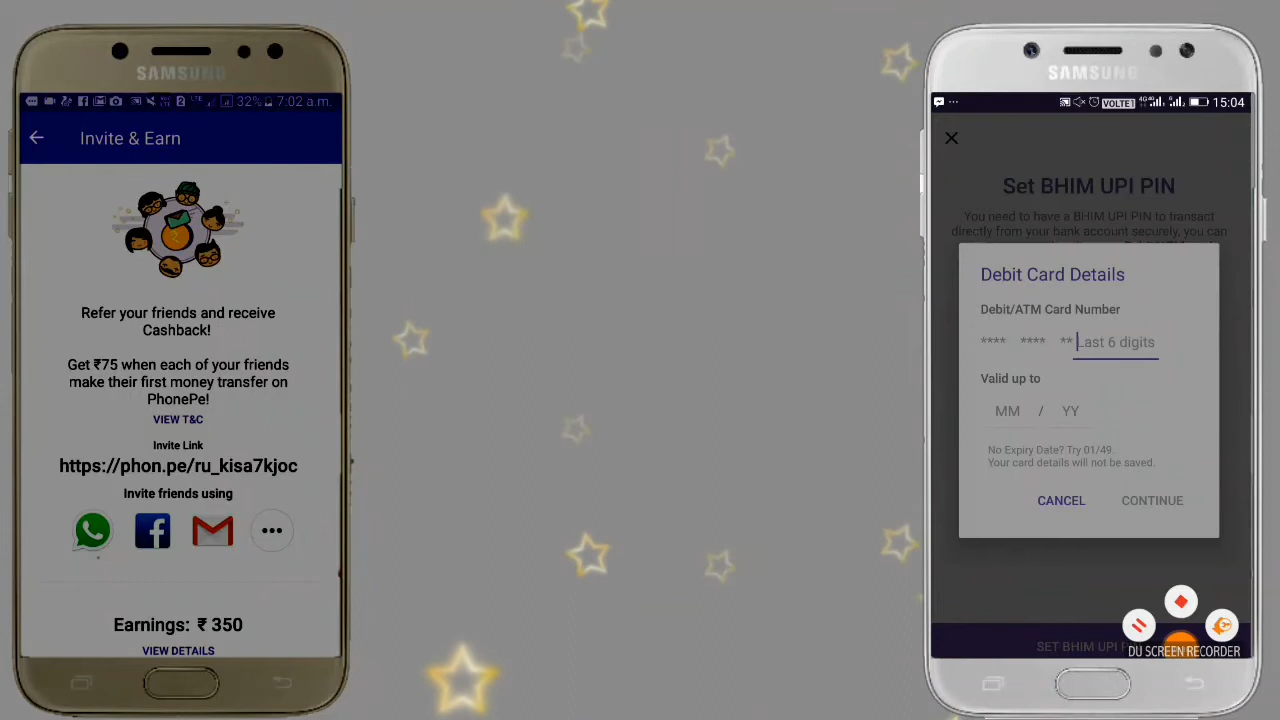 SAMSUNG
LTE 32% 7:02 a.m.
Invite & Earn
Refer your friends and receive
Cashback!
Get ₹75 when each of your friends
make their first money transfer on
PhonePe!
VIEW T&C
Invite Link
https://phon.pe/ru_kisa7kjoc
Invite friends using
Earnings: ₹ 350
VIEW DETAILS
SAMSUNG
VOLTE1 4G 15:04
Set BHIM UPI PIN
You need to have a BHIM UPI PIN to transact
directly from your bank account securely, you can
Debit Card Details
Debit/ATM Card Number
**** **** ** Last 6 digits
Valid up to
MM / YY
No Expiry Date? Try 01/49.
Your card details will not be saved.
CANCEL CONTINUE
SET BHIM UPI
DU SCREEN RECORDER